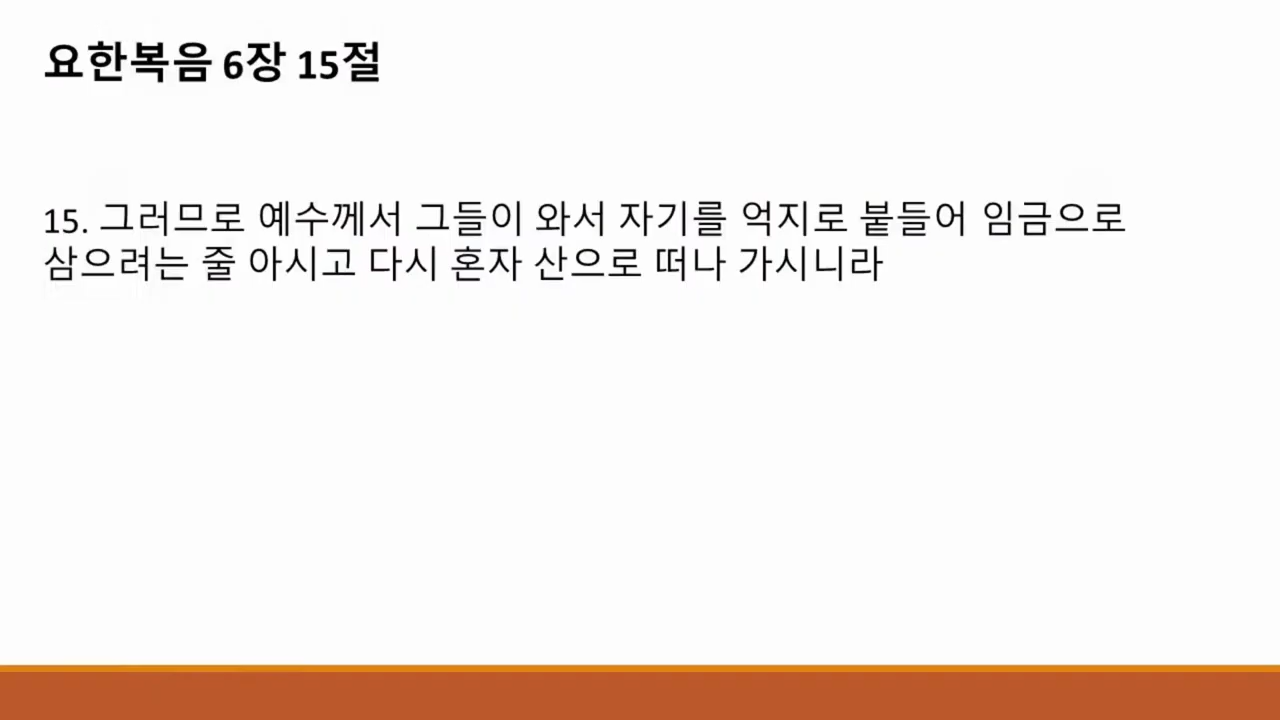 요한복음 6장 15절
15. 그러므로 예수께서 그들이 와서 자기를 억지로 붙들어 임금으로
삼으려는 줄 아시고 다시 혼자 산으로 떠나 가시니라